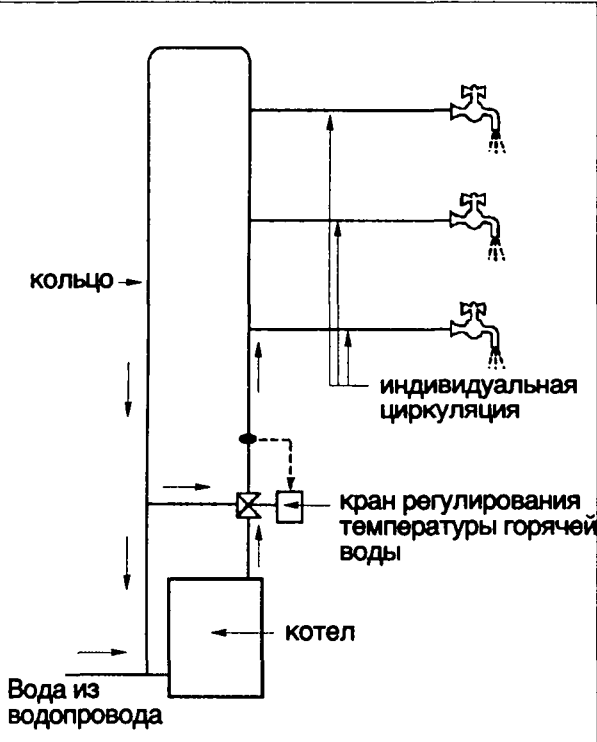 кольцо
индивидуальная
циркуляция
кран регулирования
температуры горячей
воды
котел
Вода из
водопровода